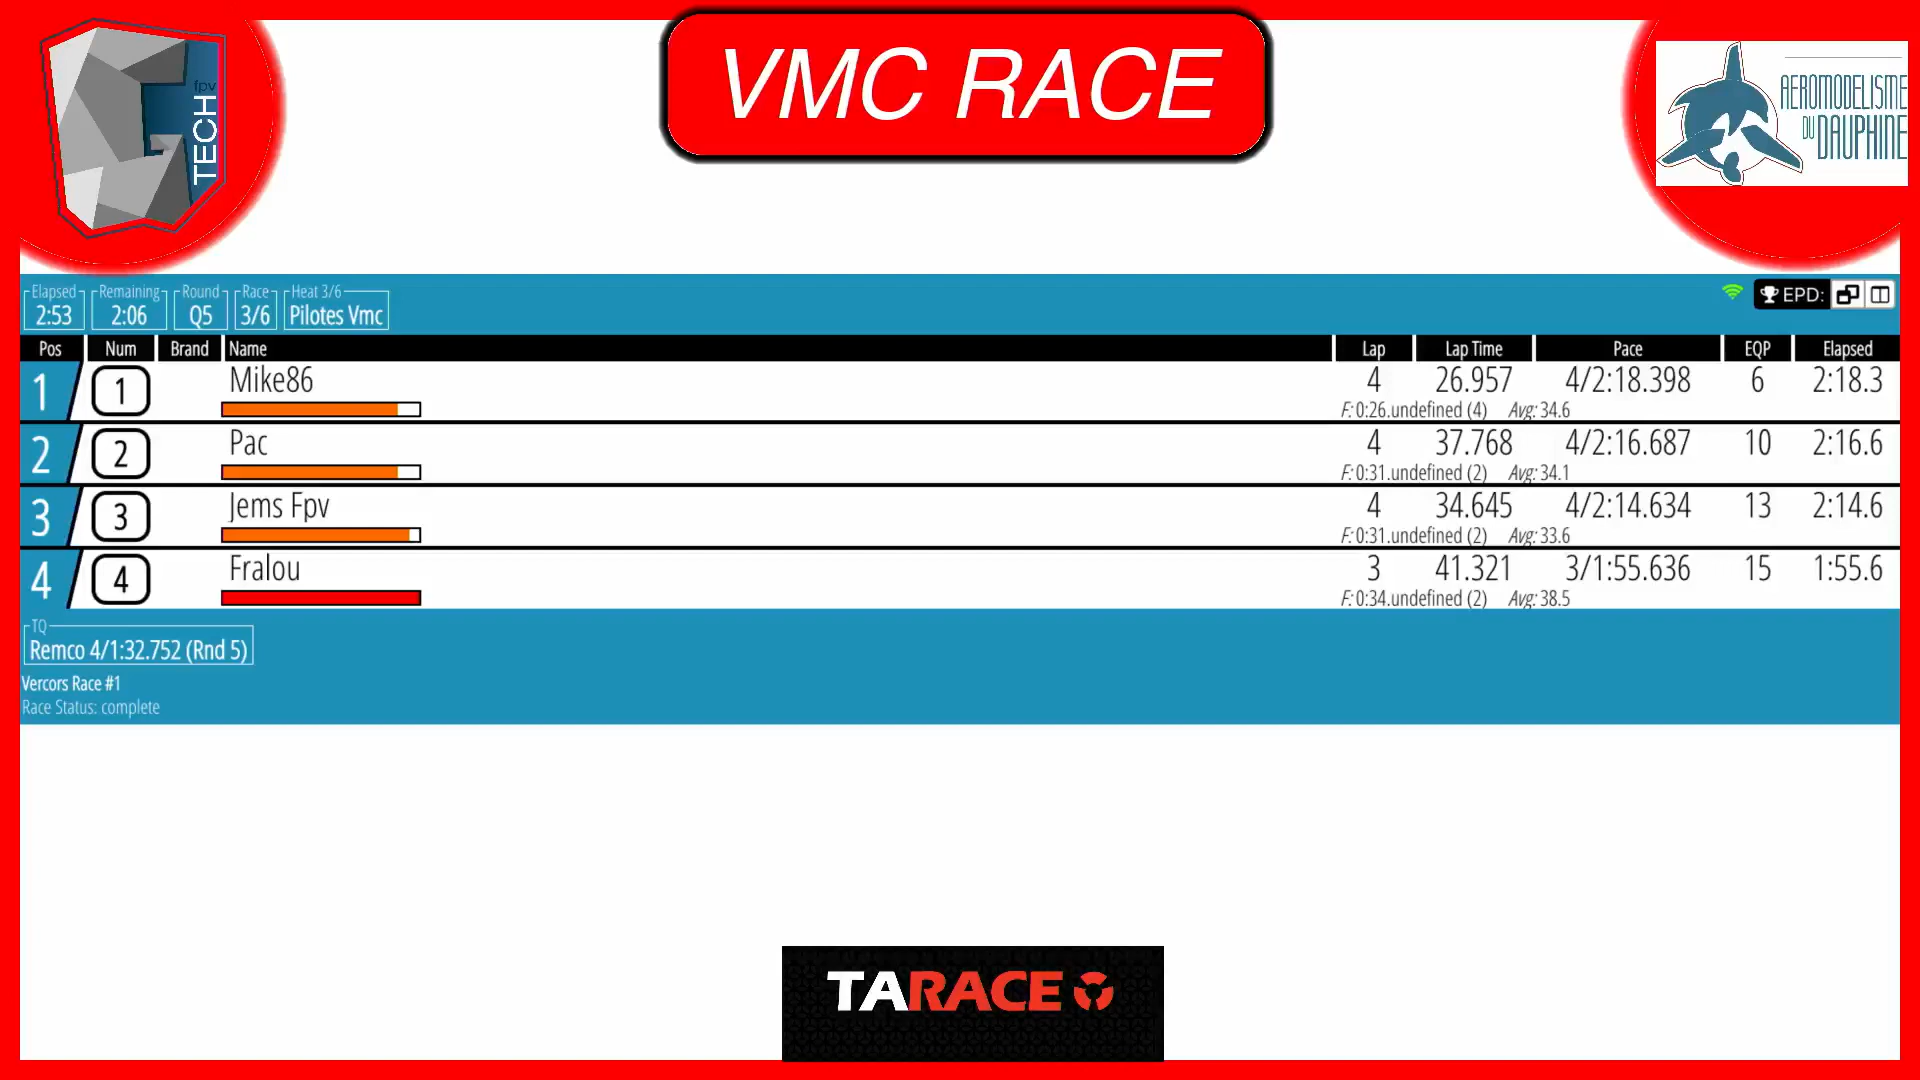 fpv
TECH
VMC RACE
AEROMODELISME
DU DAUPHINE
Elapsed Remaining Round Race Heat 3/6
2:53 2:06 Q5 3/6 Pilotes Vmc
EPD:
Pos Num Brand Name Lap Lap Time Pace EQP Elapsed
1 1 Mike86 4 26.957 4/2:18.398 6 2:18.3
F: 0:26.undefined (4) Avg: 34.6
2 2 Pac 4 37.768 4/2:16.687 10 2:16.6
F: 0:31.undefined (2) Avg: 34.1
3 3 Jems Fpv 4 34.645 4/2:14.634 13 2:14.6
F: 0:31.undefined (2) Avg: 33.6
4 4 Fralou 3 41.321 3/1:55.636 15 1:55.6
F: 0:34.undefined (2) Avg: 38.5
TQ
Remco 4/1:32.752 (Rnd 5)
Vercors Race #1
Race Status: complete
TARACE